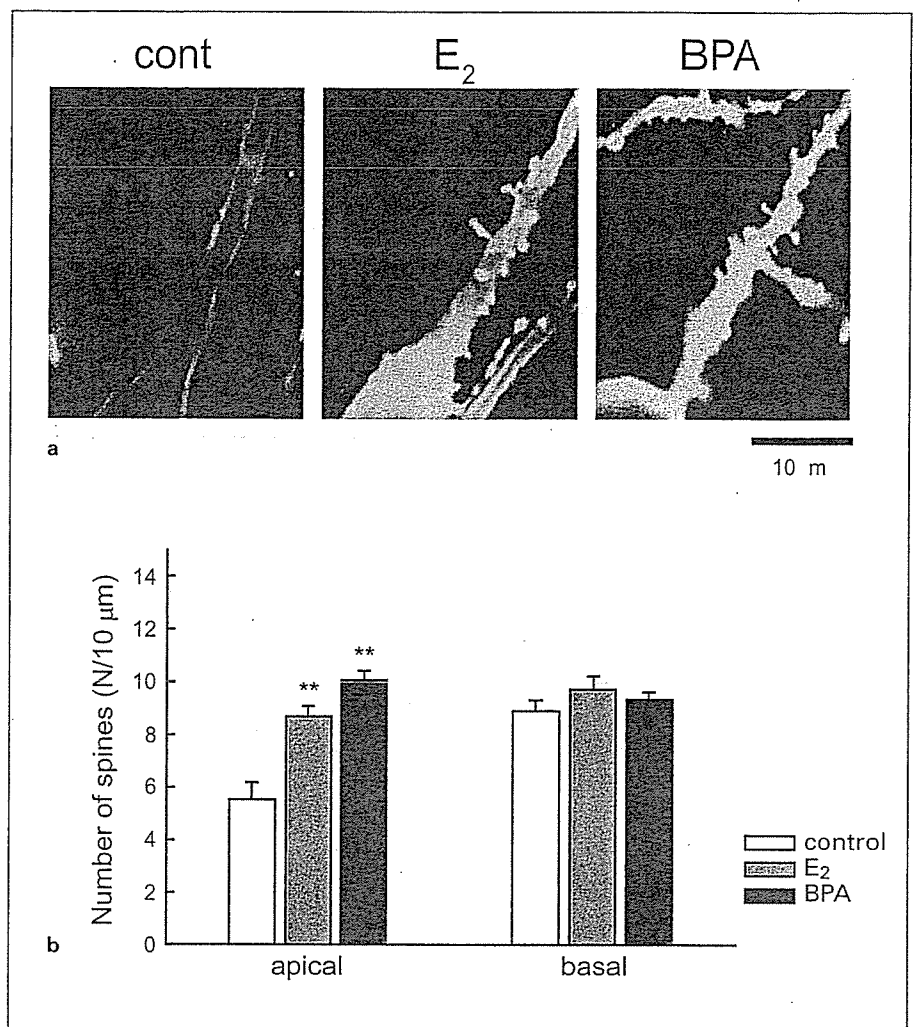 cont E₂ BPA
a
10 m
Number of spines (N/10 μm)
14
12
10
8
6
4
2
0
** **
control
E₂
BPA
b
apical basal